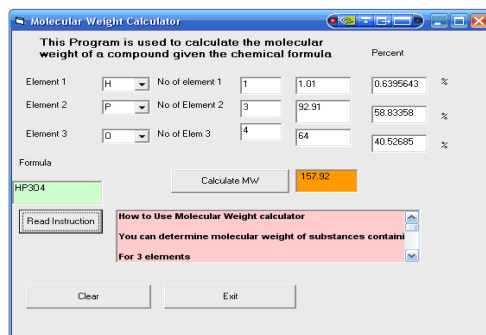 Molecular Weight Calculator
This Program is used to calculate the molecular
weight of a compound given the chemical formula
Percent
Element 1 H No of element 1 1 1.01 0.6395643 %
Element 2 P No of Element 2 3 92.91 58.83358 %
Element 3 O No of Elem 3 4 64 40.52685 %
Formula
HP3O4
Calculate MW 157.92
Read Instruction
How to Use Molecular Weight calculator
You can determine molecular weight of substances containi
For 3 elements
Clear Exit